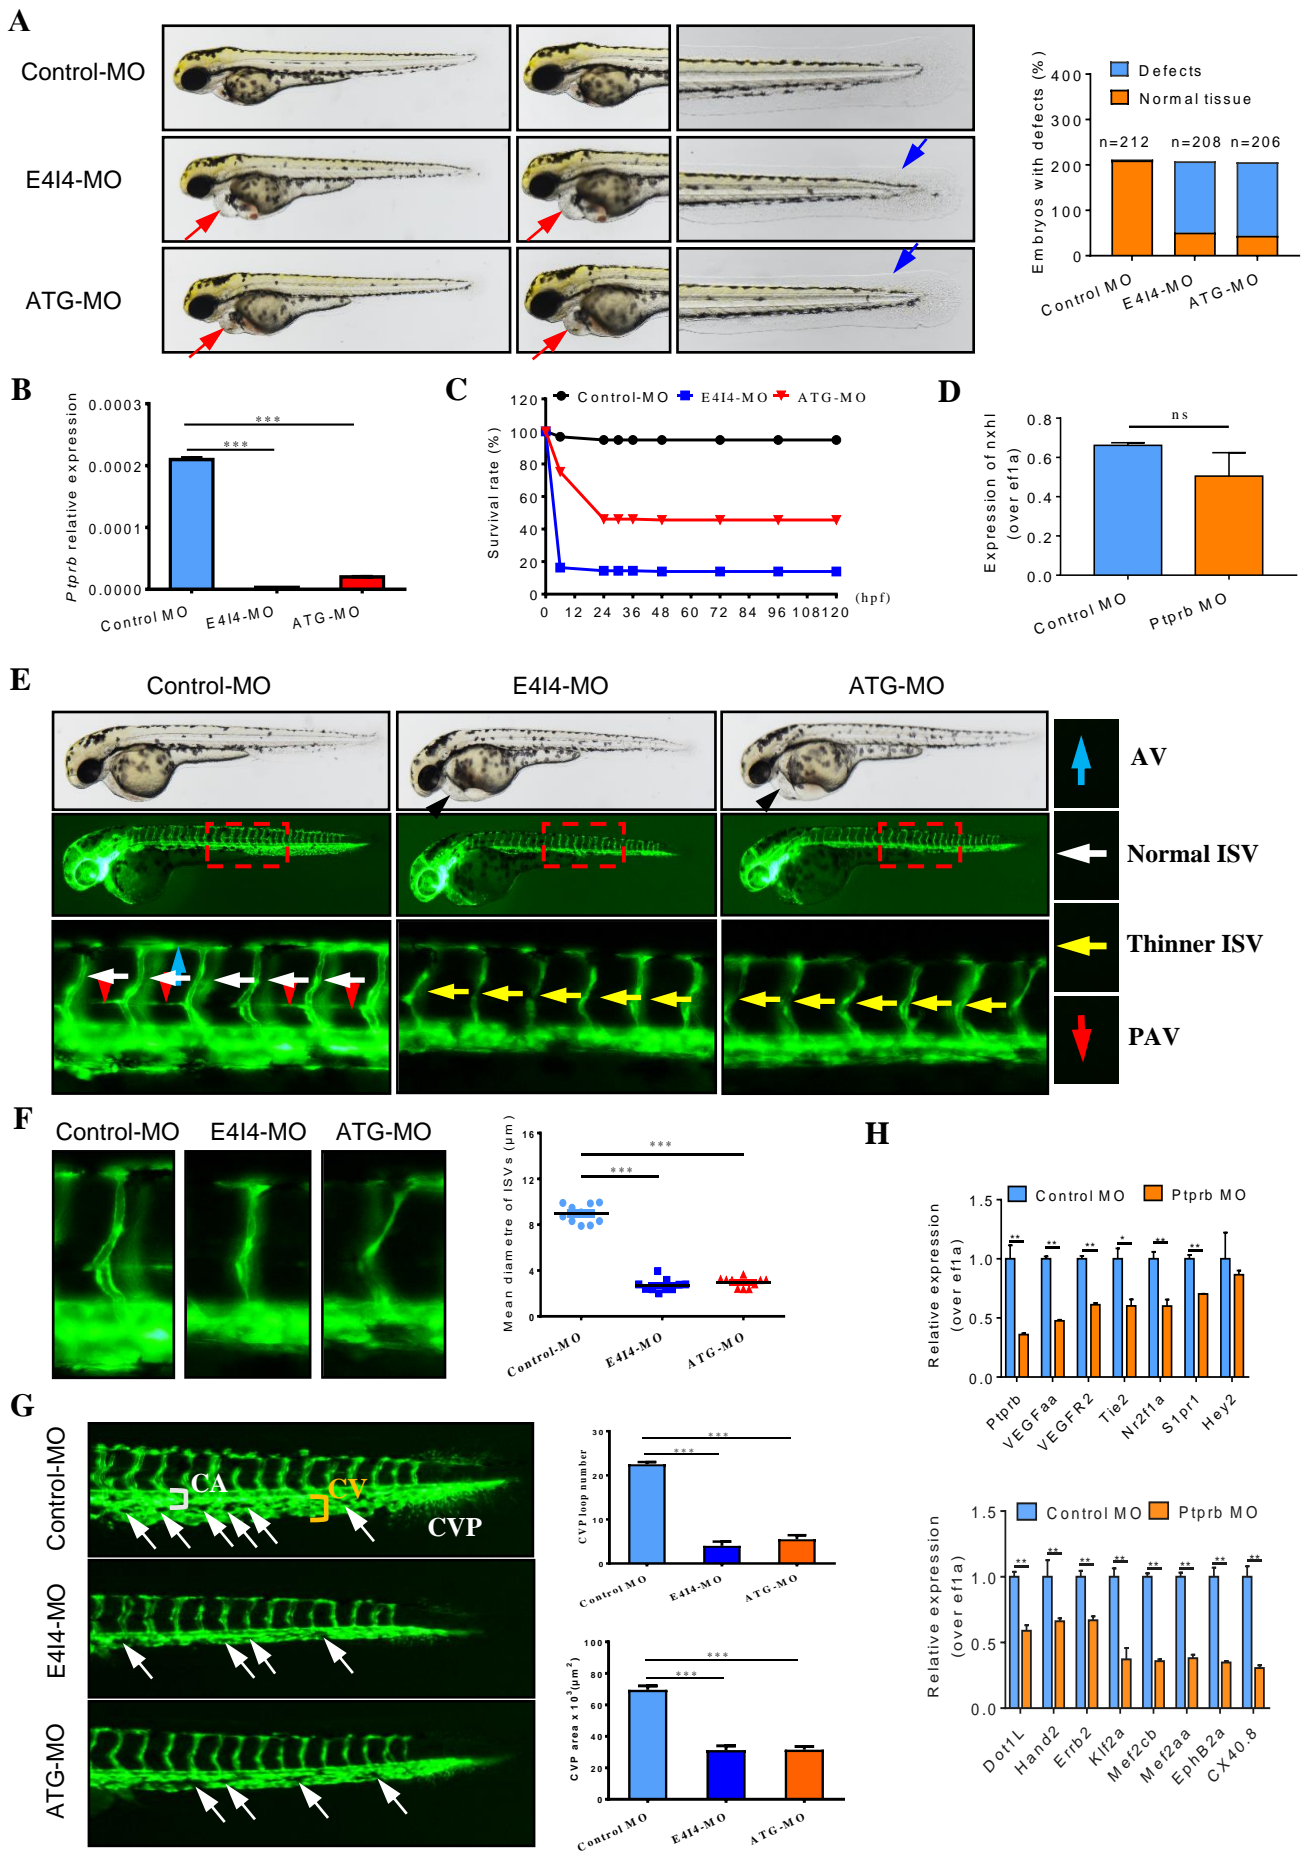 A
Control-MO
E4I4-MO
ATG-MO
Embryos with defects (%)
400
300
200
100
0
Defects
Normal tissue
n=212
n=208
n=206
Control MO
E4I4-MO
ATG-MO
B
Ptprb relative expression
0.0003
0.0002
0.0001
0.0000
***
***
Control MO
E4I4-MO
ATG-MO
C
Control-MO
E4I4-MO
ATG-MO
Survival rate (%)
120
100
80
60
40
20
0
0 12 24 36 48 60 72 84 96 108 120
(hpf)
D
Expression of nxhl
(over ef1a)
0.8
0.6
0.4
0.2
0.0
ns
Control MO
Ptprb MO
E
Control-MO
E4I4-MO
ATG-MO
AV
Normal ISV
Thinner ISV
PAV
F
Control-MO
E4I4-MO
ATG-MO
Mean diametre of ISVs (μm)
16
12
8
4
0
***
***
Control-MO
E4I4-MO
ATG-MO
G
Control-MO
E4I4-MO
ATG-MO
CA
CV
CVP
CVP loop number
30
20
10
0
***
***
Control MO
E4I4-MO
ATG-MO
CVP area x 10³(μm²)
100
80
60
40
20
0
***
***
Control MO
E4I4-MO
ATG-MO
H
Relative expression
(over ef1a)
1.5
1.0
0.5
0.0
Control MO
Ptprb MO
**
**
**
*
**
**
Ptprb
VEGFaa
VEGFR2
Tie2
Nr2f1a
S1pr1
Hey2
Relative expression
(over ef1a)
1.5
1.0
0.5
0.0
Control MO
Ptprb MO
**
**
**
**
**
**
**
**
Dot1L
Hand2
Errb2
Klf2a
Mef2cb
Mef2aa
EphB2a
CX40.8